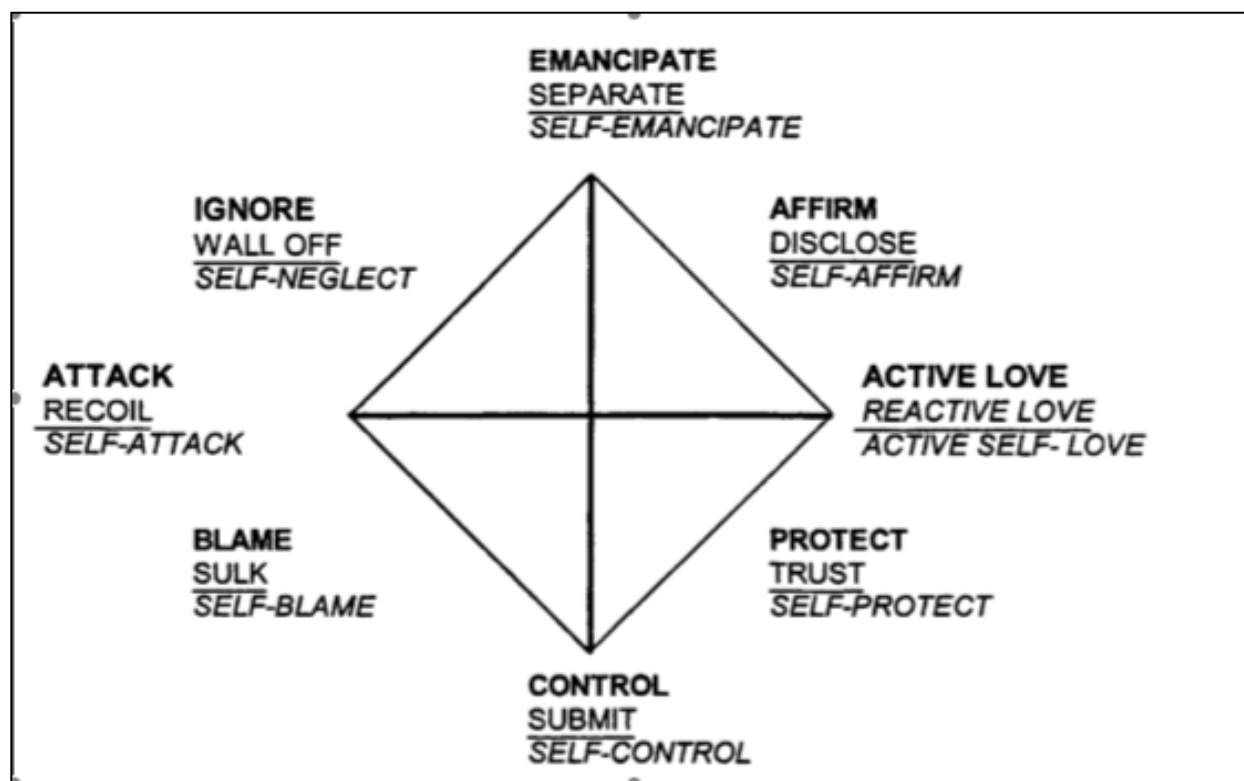 EMANCIPATE
SEPARATE
SELF-EMANCIPATE
IGNORE
WALL OFF
SELF-NEGLECT
AFFIRM
DISCLOSE
SELF-AFFIRM
ATTACK
RECOIL
SELF-ATTACK
ACTIVE LOVE
REACTIVE LOVE
ACTIVE SELF- LOVE
BLAME
SULK
SELF-BLAME
PROTECT
TRUST
SELF-PROTECT
CONTROL
SUBMIT
SELF-CONTROL